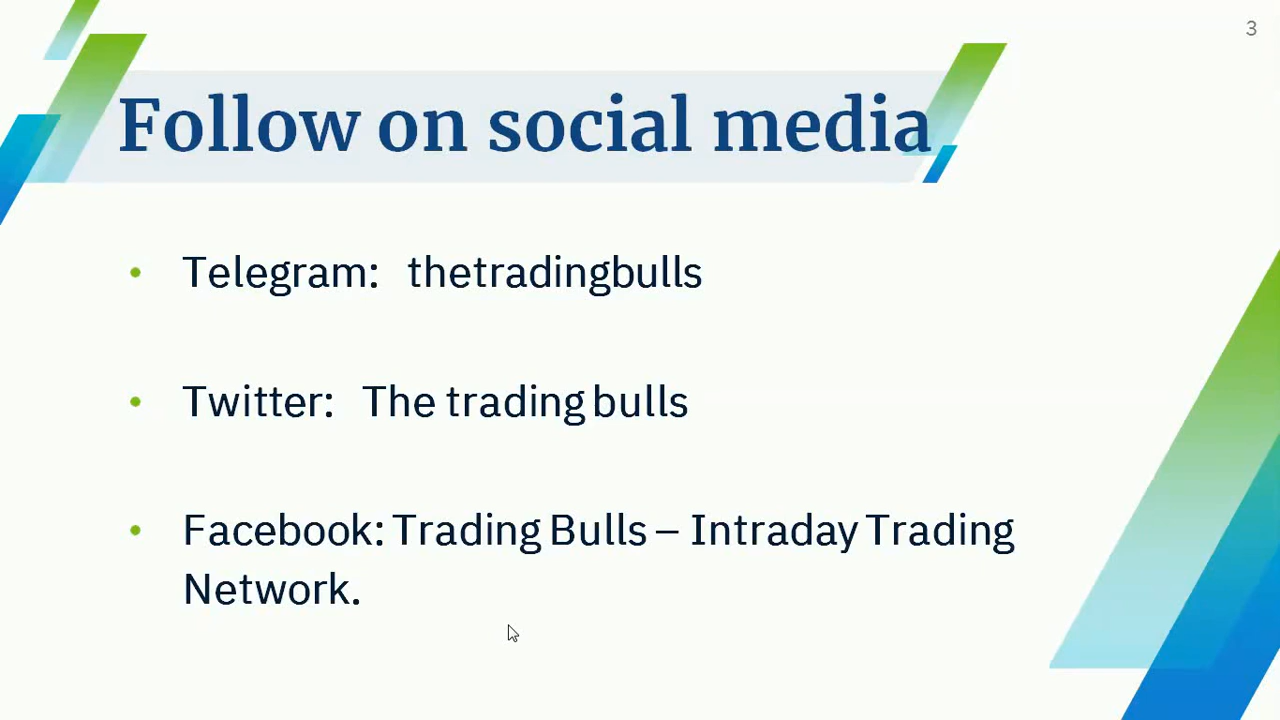 3
Follow on social media
• Telegram: thetradingbulls
• Twitter: The trading bulls
• Facebook: Trading Bulls – Intraday Trading
Network.